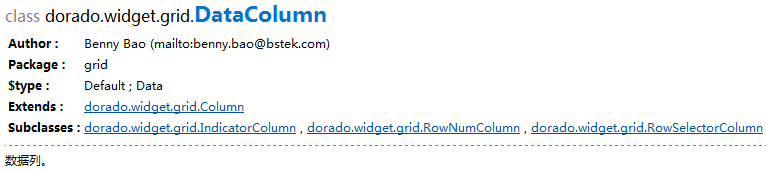 class dorado.widget.grid.DataColumn
Author : Benny Bao (mailto:benny.bao@bstek.com)
Package : grid
$type : Default ; Data
Extends : dorado.widget.grid.Column
Subclasses : dorado.widget.grid.IndicatorColumn , dorado.widget.grid.RowNumColumn , dorado.widget.grid.RowSelectorColumn
数据列。